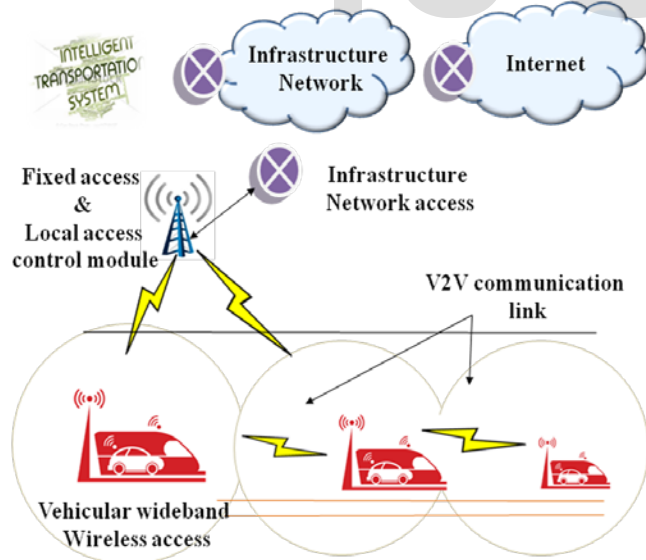 INTELLIGENT
TRANSPORTATION
SYSTEM
Infrastructure
Network
Internet
Fixed access
&
Local access
control module
Infrastructure
Network access
V2V communication
link
Vehicular wideband
Wireless access